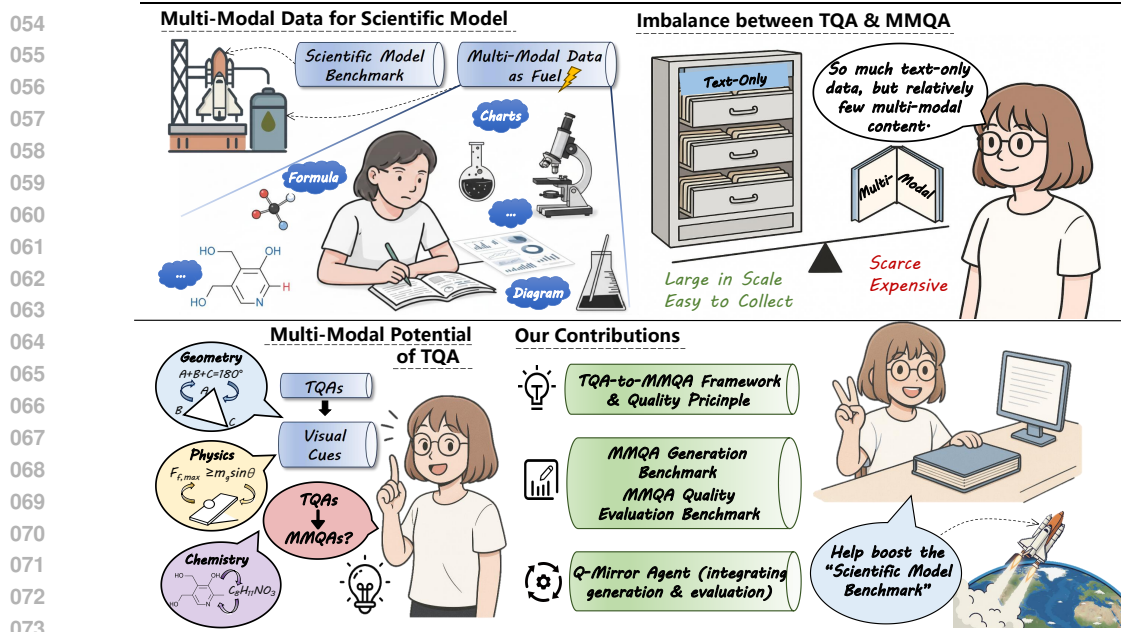 054
055
056
057
058
059
060
061
062
063
064
065
066
067
068
069
070
071
072
073
Multi-Modal Data for Scientific Model
Scientific Model
Benchmark
Multi-Modal Data
as Fuel
Charts
Formula
...
...
Diagram
HO
OH
HO
N
H
Imbalance between TQA & MMQA
Text-Only
So much text-only
data, but relatively
few multi-modal
content.
Multi-
Modal
Large in Scale
Easy to Collect
Scarce
Expensive
Multi-Modal Potential
of TQA
Geometry
A+B+C=180°
A
B
C
TQAs
Visual
Cues
Physics
Ff,max ≥mgsinθ
TQAs
MMQAs?
Chemistry
HO
OH
HO
N
C8H11NO3
Our Contributions
TQA-to-MMQA Framework
& Quality Pricinple
MMQA Generation
Benchmark
MMQA Quality
Evaluation Benchmark
Q-Mirror Agent (integrating
generation & evaluation)
Help boost the
“Scientific Model
Benchmark”